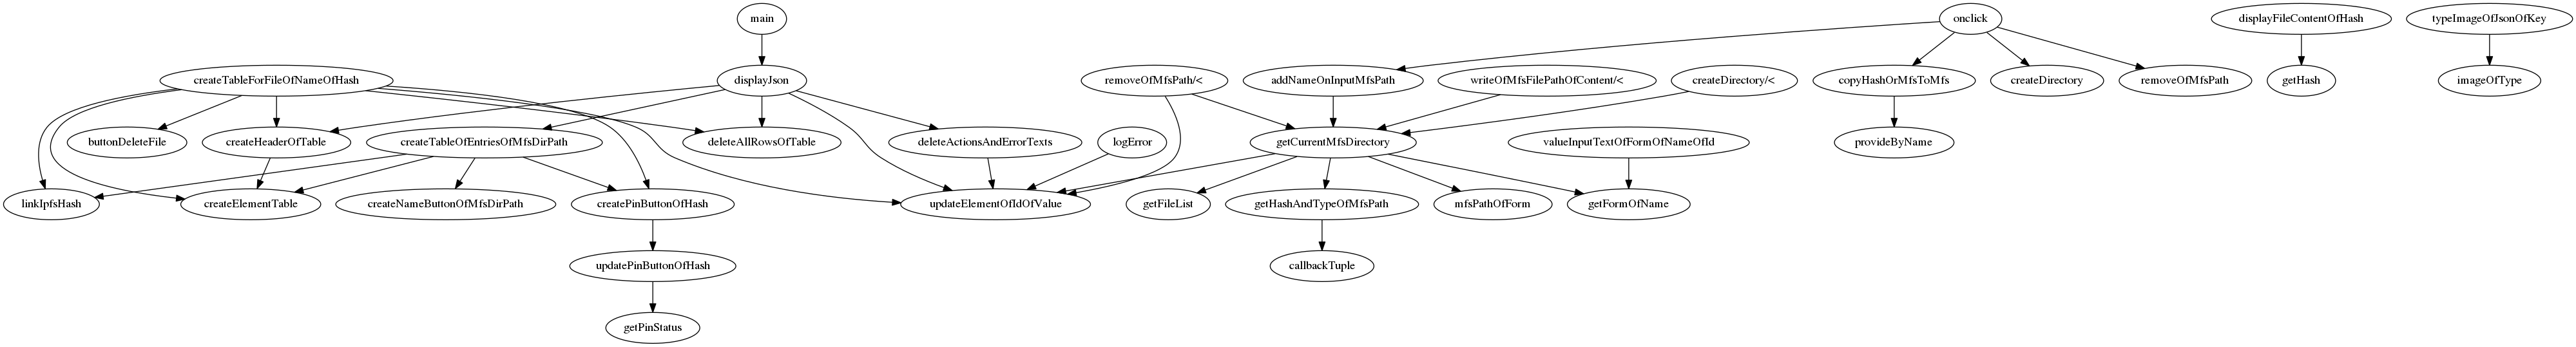 main
onclick
displayFileContentOfHash
typeImageOfJsonOfKey
createTableForFileOfNameOfHash
displayJson
removeOfMfsPath/<
addNameOnInputMfsPath
writeOfMfsFilePathOfContent/<
createDirectory/<
copyHashOrMfsToMfs
createDirectory
removeOfMfsPath
getHash
imageOfType
buttonDeleteFile
createHeaderOfTable
createTableOfEntriesOfMfsDirPath
deleteAllRowsOfTable
deleteActionsAndErrorTexts
logError
getCurrentMfsDirectory
valueInputTextOfFormOfNameOfId
provideByName
linkIpfsHash
createElementTable
createNameButtonOfMfsDirPath
createPinButtonOfHash
updateElementOfIdOfValue
getFileList
getHashAndTypeOfMfsPath
mfsPathOfForm
getFormOfName
updatePinButtonOfHash
callbackTuple
getPinStatus